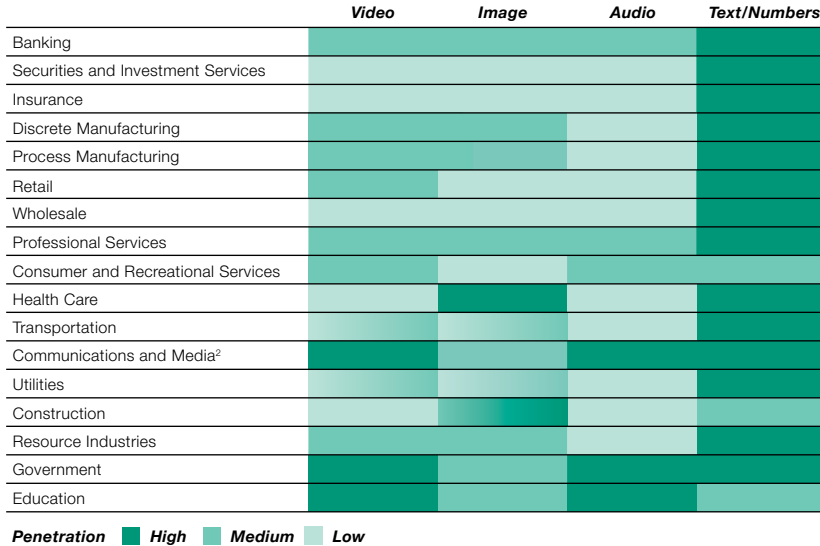 Video Image Audio Text/Numbers
Banking
Securities and Investment Services
Insurance
Discrete Manufacturing
Process Manufacturing
Retail
Wholesale
Professional Services
Consumer and Recreational Services
Health Care
Transportation
Communications and Media²
Utilities
Construction
Resource Industries
Government
Education
Penetration High Medium Low